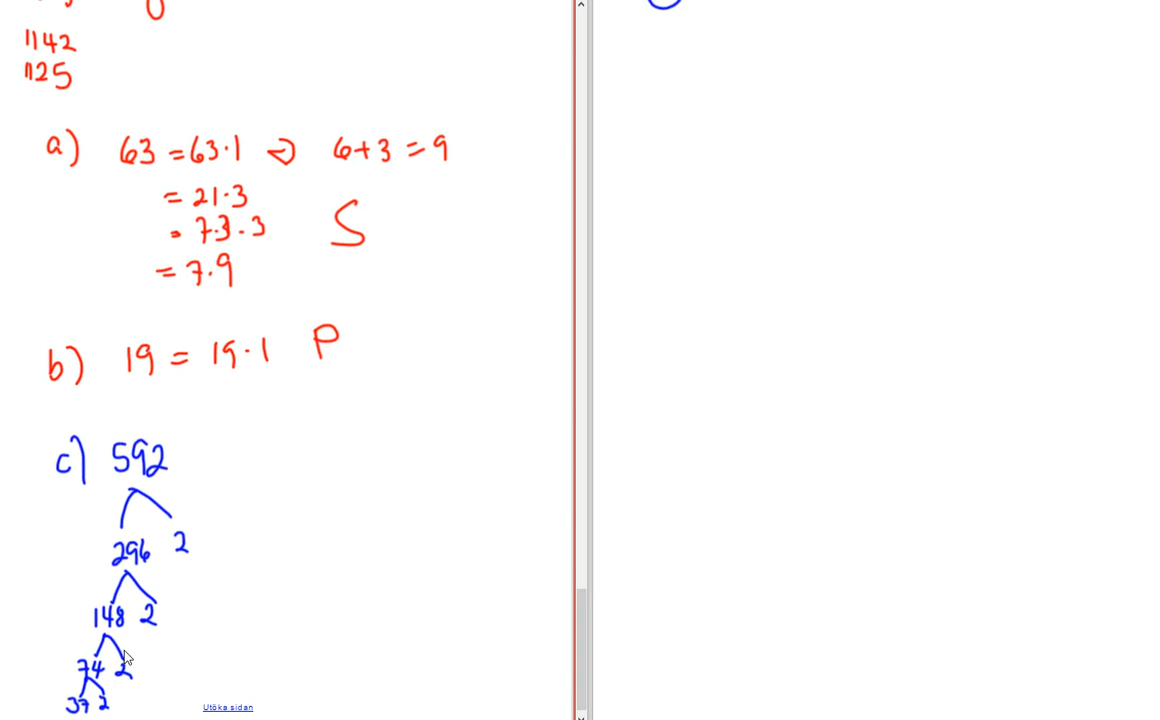 1142
1125
a) 63 = 63·1 => 6+3 = 9
= 21·3
= 7·3·3 S
= 7·9
b) 19 = 19·1 P
c) 592
296 2
148 2
74 2
37 2
Utöka sidan